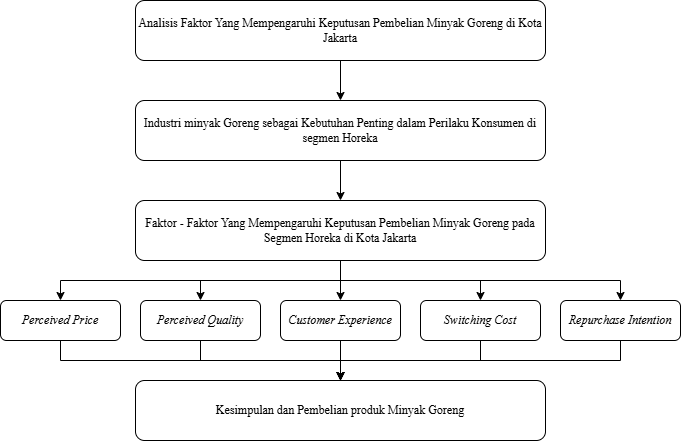 Analisis Faktor Yang Mempengaruhi Keputusan Pembelian Minyak Goreng di Kota
Jakarta
Industri minyak Goreng sebagai Kebutuhan Penting dalam Perilaku Konsumen di
segmen Horeka
Faktor - Faktor Yang Mempengaruhi Keputusan Pembelian Minyak Goreng pada
Segmen Horeka di Kota Jakarta
Perceived Price
Perceived Quality
Customer Experience
Switching Cost
Repurchase Intention
Kesimpulan dan Pembelian produk Minyak Goreng